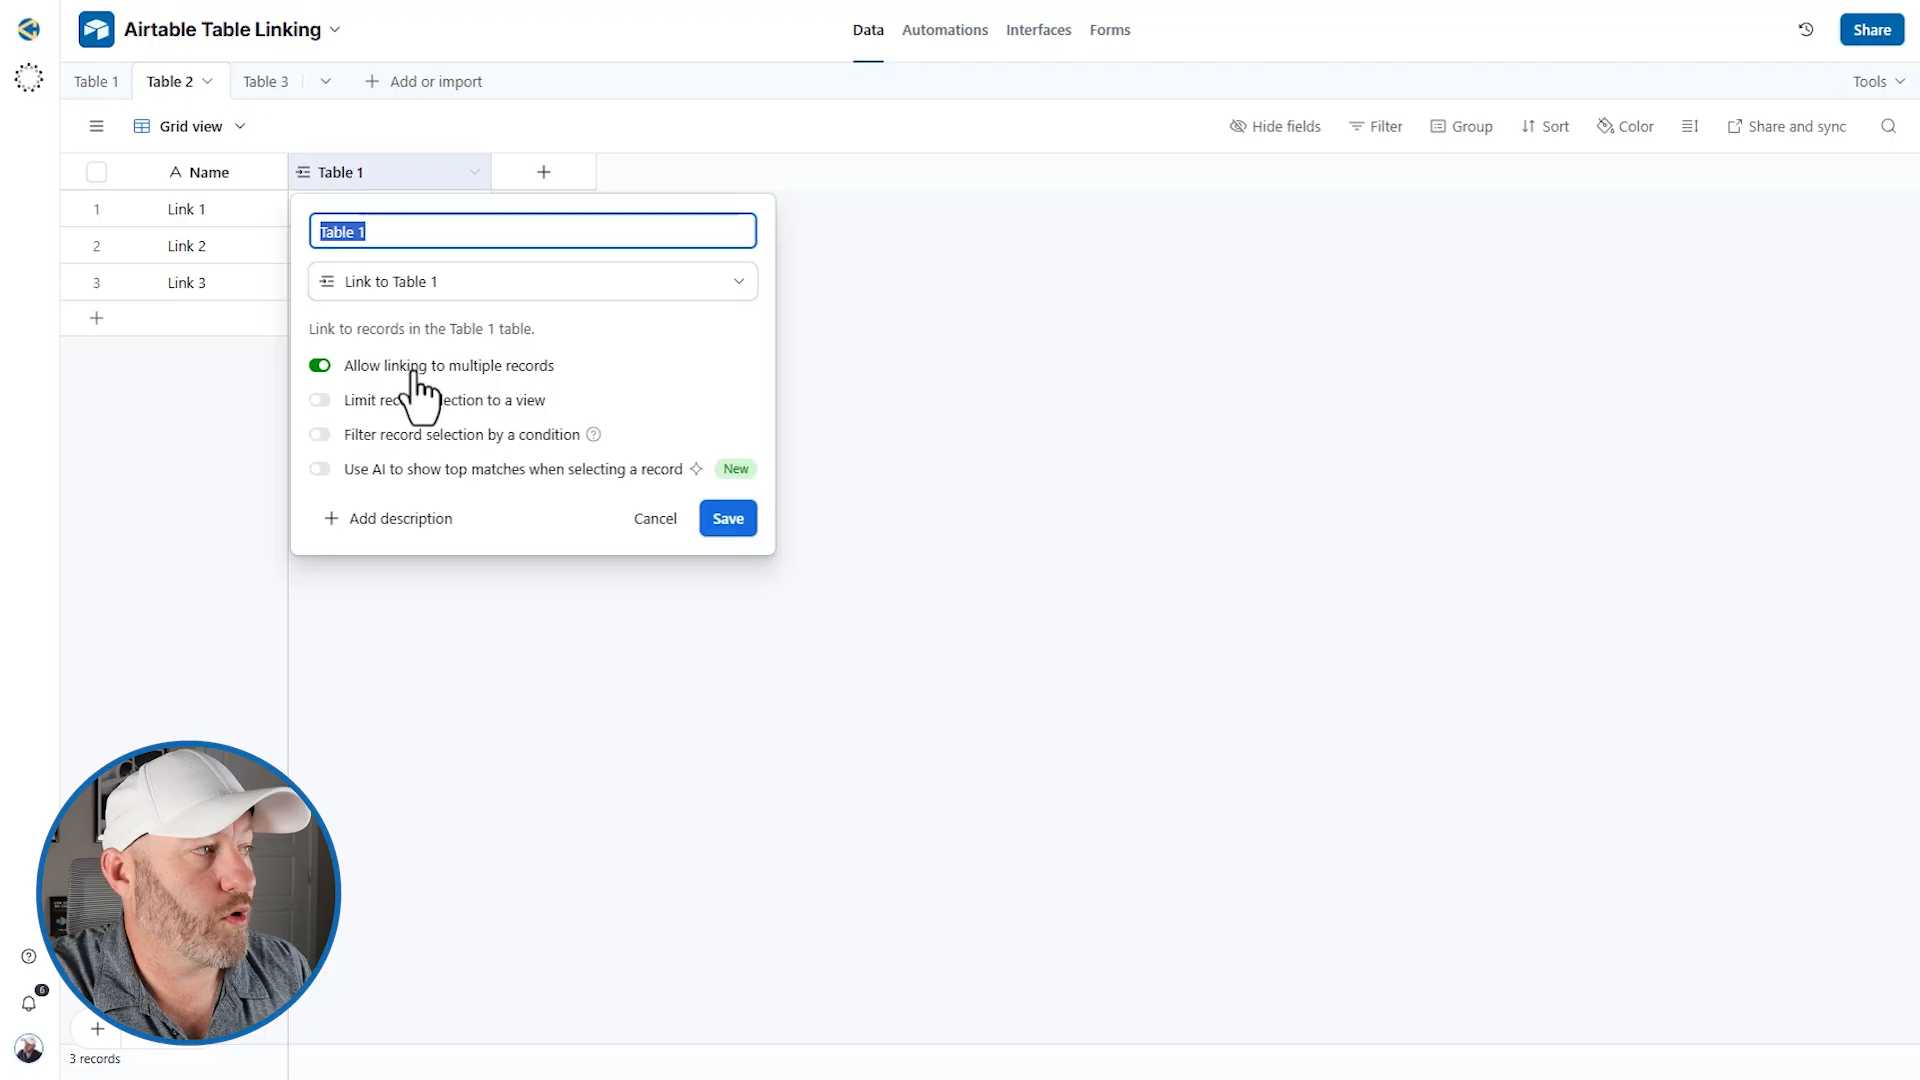 Airtable Table Linking
Data Automations Interfaces Forms
Share
Table 1 Table 2 Table 3 Add or import
Tools
Grid view
Hide fields Filter Group Sort Color Share and sync
Name Table 1
1 Link 1
2 Link 2
3 Link 3
Table 1
Link to Table 1
Link to records in the Table 1 table.
Allow linking to multiple records
Limit rec ection to a view
Filter record selection by a condition
Use AI to show top matches when selecting a record New
Add description Cancel Save
6
3 records